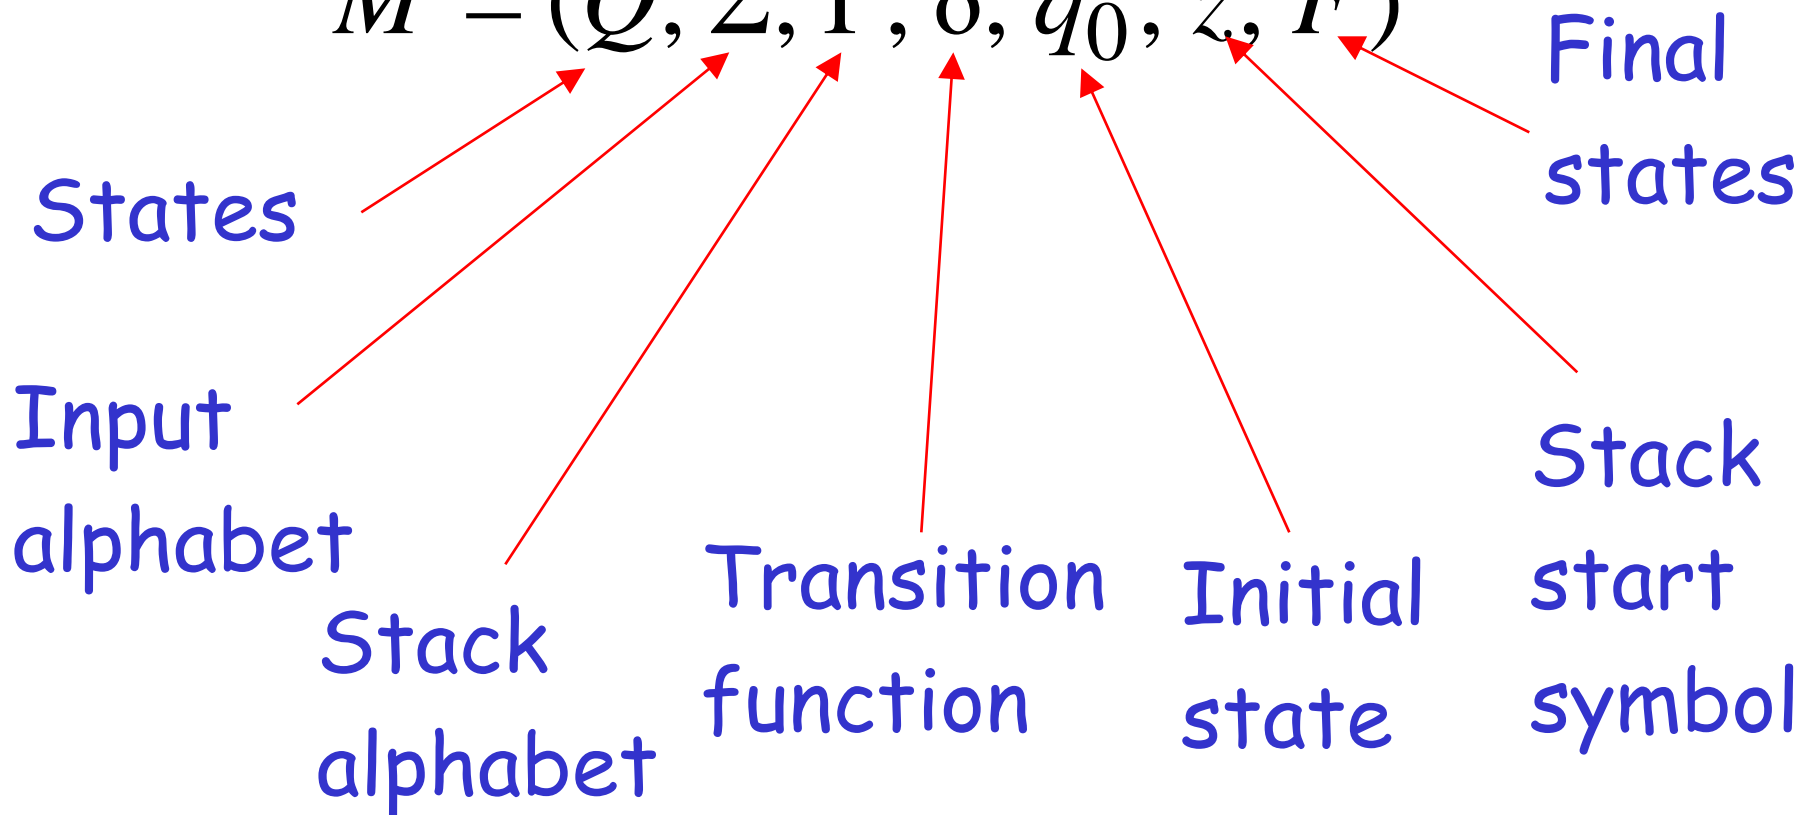 M = (Q, Σ, Γ, δ, q₀, z, F)
Final
states
States
Input
alphabet
Stack
alphabet
Transition
function
Initial
state
Stack
start
symbol